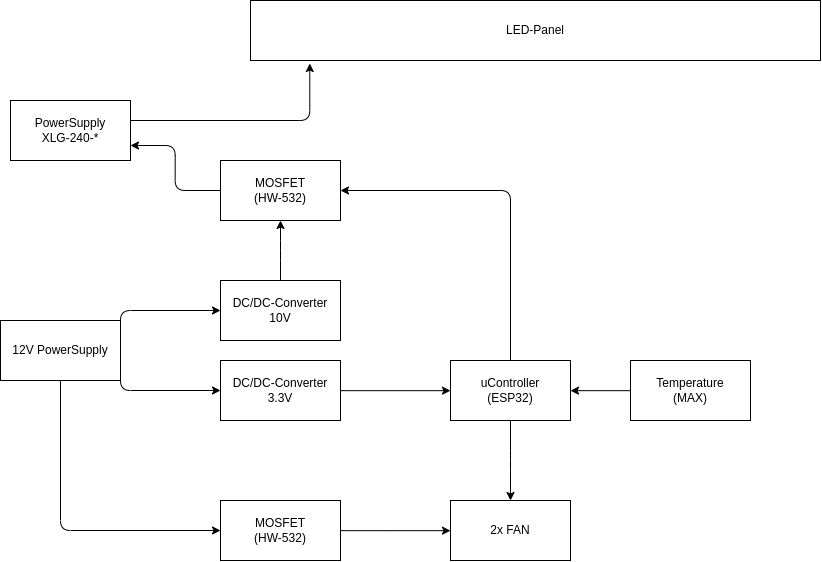 LED-Panel
PowerSupply
XLG-240-*
MOSFET
(HW-532)
DC/DC-Converter
10V
12V PowerSupply
DC/DC-Converter
3.3V
uController
(ESP32)
Temperature
(MAX)
MOSFET
(HW-532)
2x FAN